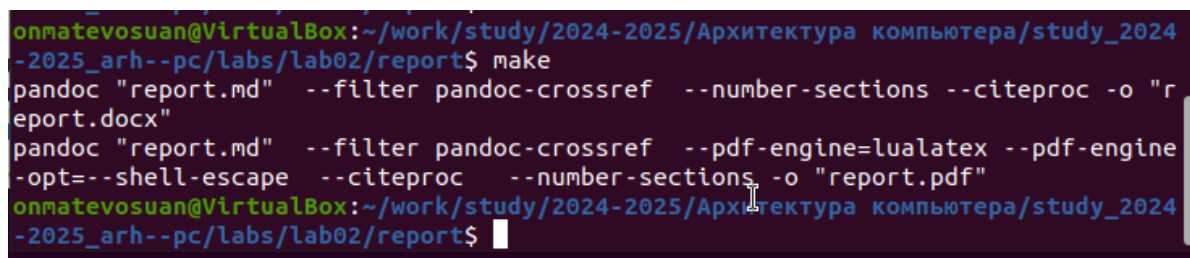 onmatevosuan@VirtualBox:~/work/study/2024-2025/Архитектура компьютера/study_2024
-2025_arh--pc/labs/lab02/report$ make
pandoc "report.md"  --filter pandoc-crossref  --number-sections --citeproc -o "r
eport.docx"
pandoc "report.md"  --filter pandoc-crossref  --pdf-engine=lualatex --pdf-engine
-opt=--shell-escape  --citeproc   --number-sections -o "report.pdf"
onmatevosuan@VirtualBox:~/work/study/2024-2025/Архитектура компьютера/study_2024
-2025_arh--pc/labs/lab02/report$